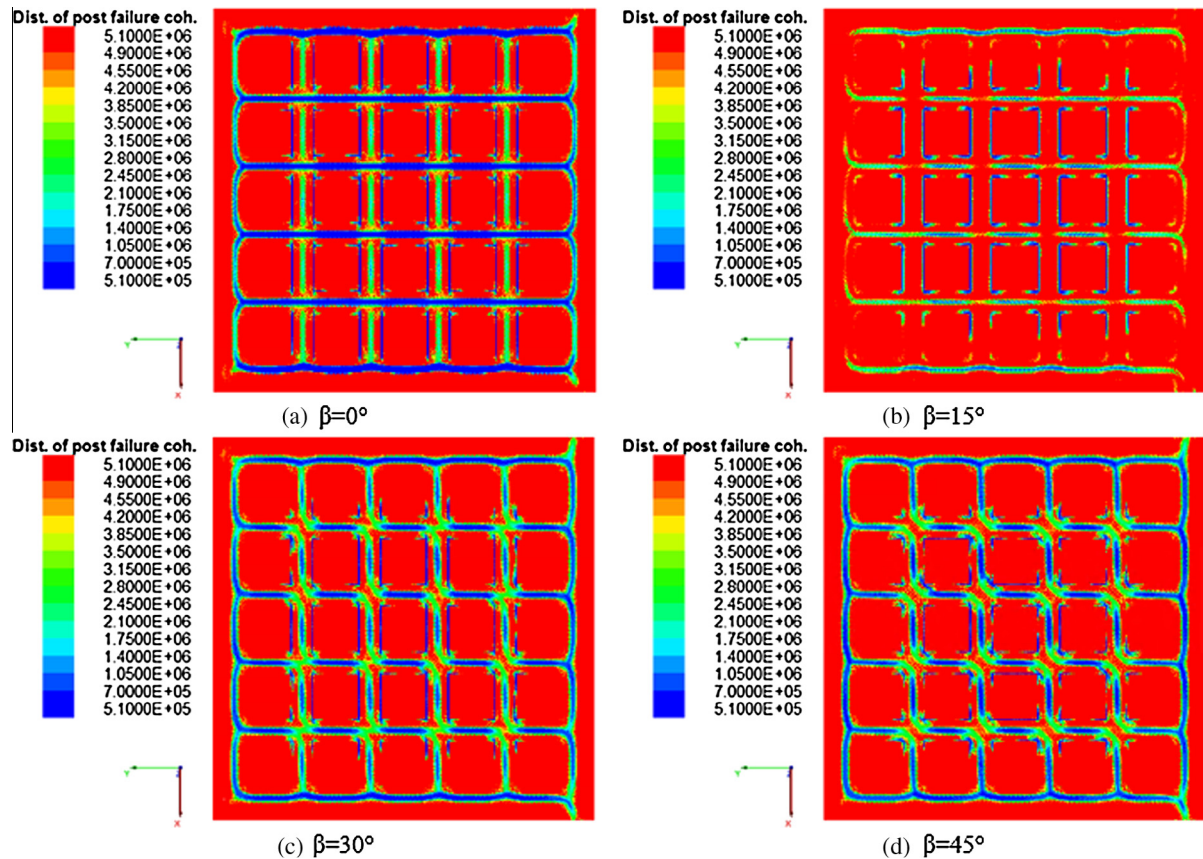 Dist. of post failure coh.
5.1000E+06
4.9000E+06
4.5500E+06
4.2000E+06
3.8500E+06
3.5000E+06
3.1500E+06
2.8000E+06
2.4500E+06
2.1000E+06
1.7500E+06
1.4000E+06
1.0500E+06
7.0000E+05
5.1000E+05
Y
Z
X
(a) β=0°
Dist. of post failure coh.
5.1000E+06
4.9000E+06
4.5500E+06
4.2000E+06
3.8500E+06
3.5000E+06
3.1500E+06
2.8000E+06
2.4500E+06
2.1000E+06
1.7500E+06
1.4000E+06
1.0500E+06
7.0000E+05
5.1000E+05
Y
Z
X
(b) β=15°
Dist. of post failure coh.
5.1000E+06
4.9000E+06
4.5500E+06
4.2000E+06
3.8500E+06
3.5000E+06
3.1500E+06
2.8000E+06
2.4500E+06
2.1000E+06
1.7500E+06
1.4000E+06
1.0500E+06
7.0000E+05
5.1000E+05
Y
Z
X
(c) β=30°
Dist. of post failure coh.
5.1000E+06
4.9000E+06
4.5500E+06
4.2000E+06
3.8500E+06
3.5000E+06
3.1500E+06
2.8000E+06
2.4500E+06
2.1000E+06
1.7500E+06
1.4000E+06
1.0500E+06
7.0000E+05
5.1000E+05
Y
Z
X
(d) β=45°